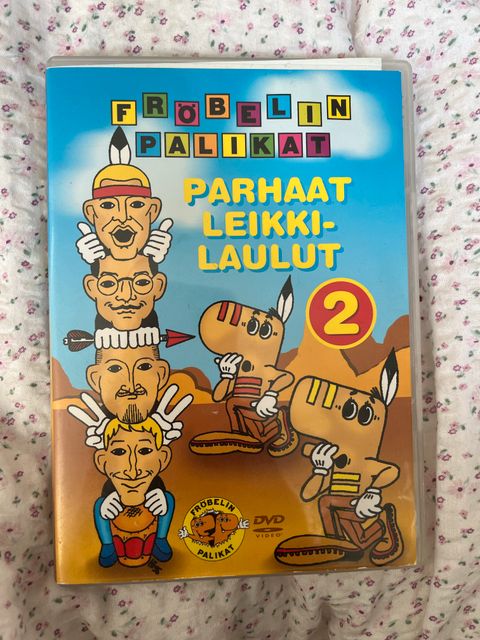 FRÖBELIN
PALIKAT
PARHAAT
LEIKKI-
LAULUT
2
FRÖBELIN
PALIKAT
DVD
VIDEO